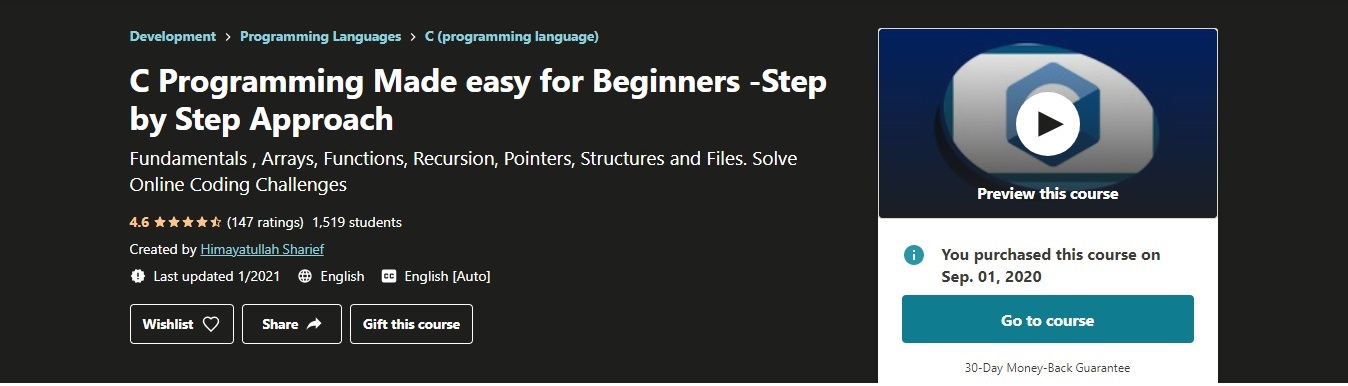 Development > Programming Languages > C (programming language)
C Programming Made easy for Beginners -Step
by Step Approach
Fundamentals , Arrays, Functions, Recursion, Pointers, Structures and Files. Solve
Online Coding Challenges
4.6 (147 ratings) 1,519 students
Created by Himayatullah Sharief
Last updated 1/2021 English CC English [Auto]
Wishlist Share Gift this course
C
Preview this course
You purchased this course on
Sep. 01, 2020
Go to course
30-Day Money-Back Guarantee